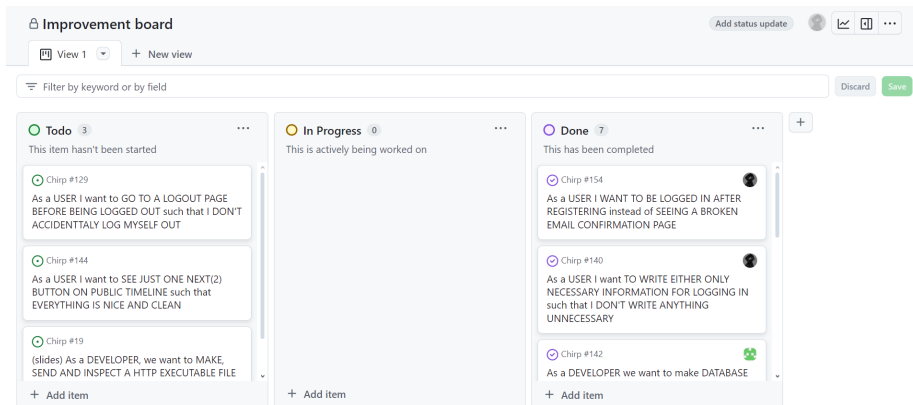 Improvement board
Add status update
View 1
New view
Filter by keyword or by field
Discard
Save
Todo 3
This item hasn't been started
Chirp #129
As a USER I want to GO TO A LOGOUT PAGE
BEFORE BEING LOGGED OUT such that I DON'T
ACCIDENTTALY LOG MYSELF OUT
Chirp #144
As a USER I want to SEE JUST ONE NEXT(2)
BUTTON ON PUBLIC TIMELINE such that
EVERYTHING IS NICE AND CLEAN
Chirp #19
(slides) As a DEVELOPER, we want to MAKE,
SEND AND INSPECT A HTTP EXECUTABLE FILE
Add item
In Progress 0
This is actively being worked on
Add item
Done 7
This has been completed
Chirp #154
As a USER I WANT TO BE LOGGED IN AFTER
REGISTERING instead of SEEING A BROKEN
EMAIL CONFIRMATION PAGE
Chirp #140
As a USER I want TO WRITE EITHER ONLY
NECESSARY INFORMATION FOR LOGGING IN
such that I DON'T WRITE ANYTHING
UNNECESSARY
Chirp #142
As a DEVELOPER we want to make DATABASE
Add item